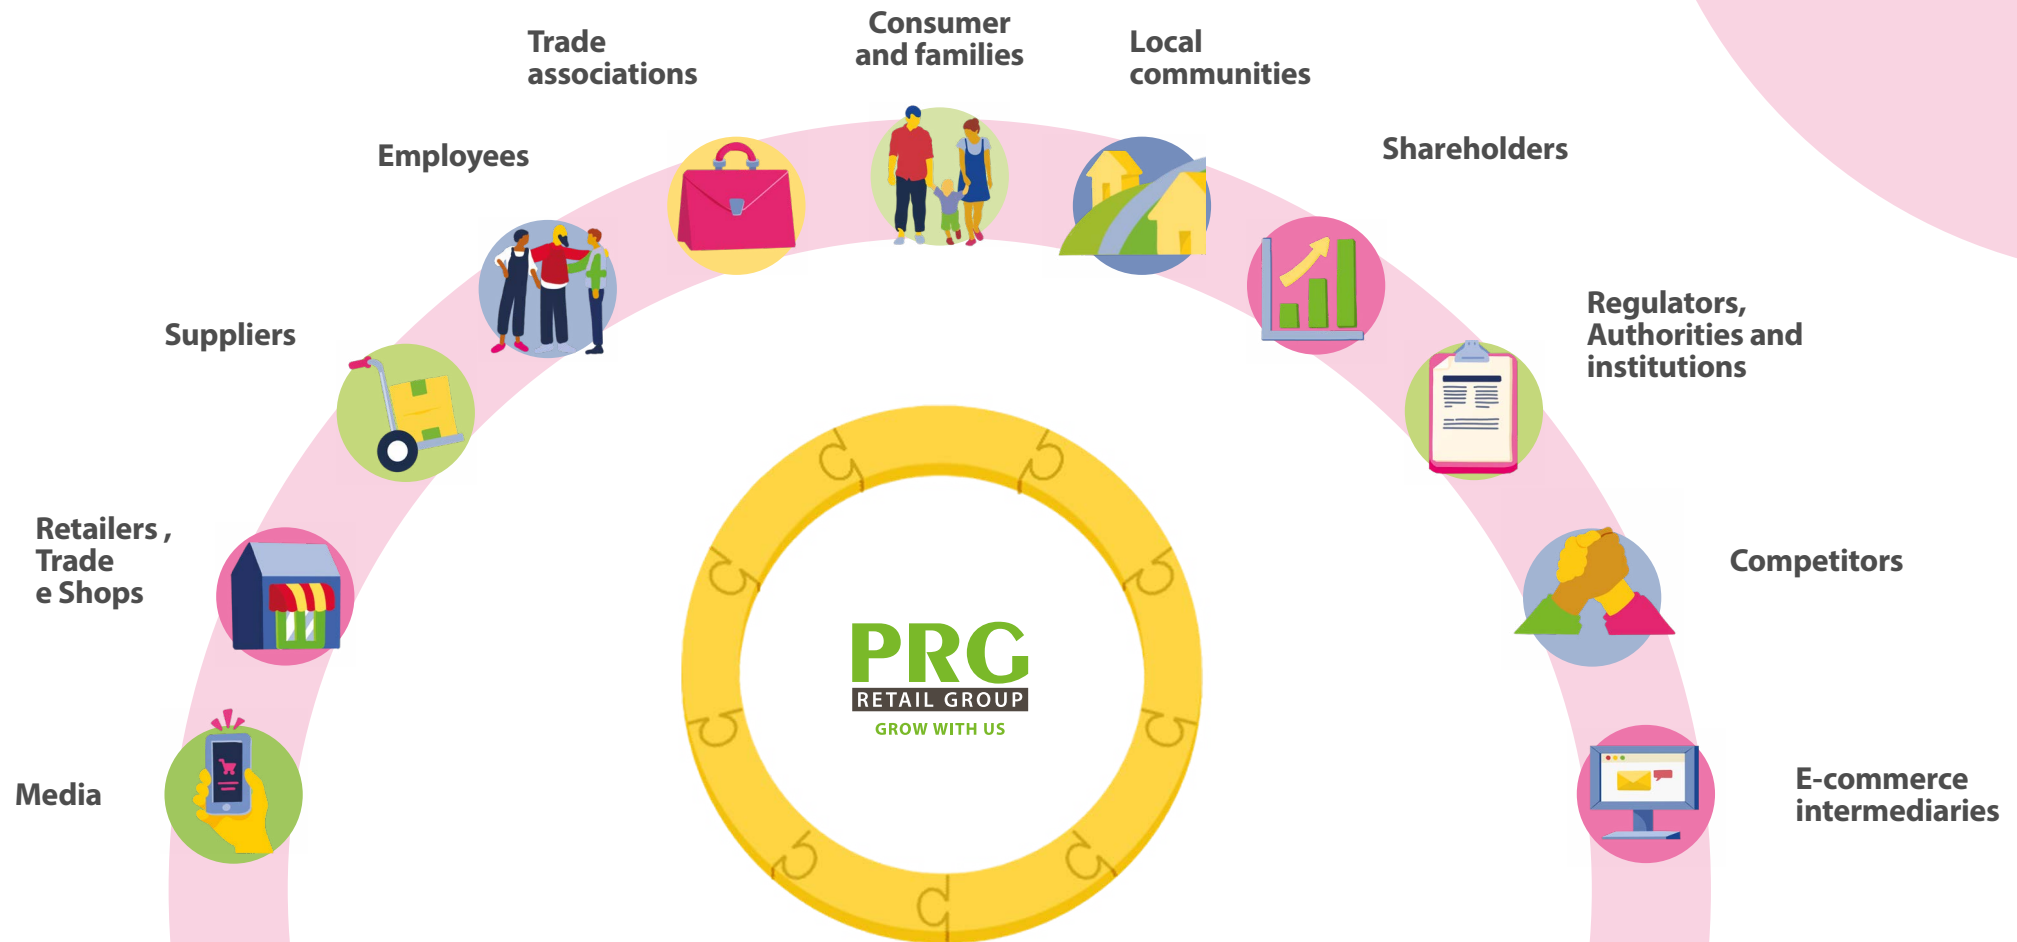 Consumer
and families
Trade
associations
Local
communities
Employees
Shareholders
Suppliers
Regulators,
Authorities and
institutions
Retailers ,
Trade
e Shops
Competitors
PRG
RETAIL GROUP
GROW WITH US
Media
E-commerce
intermediaries